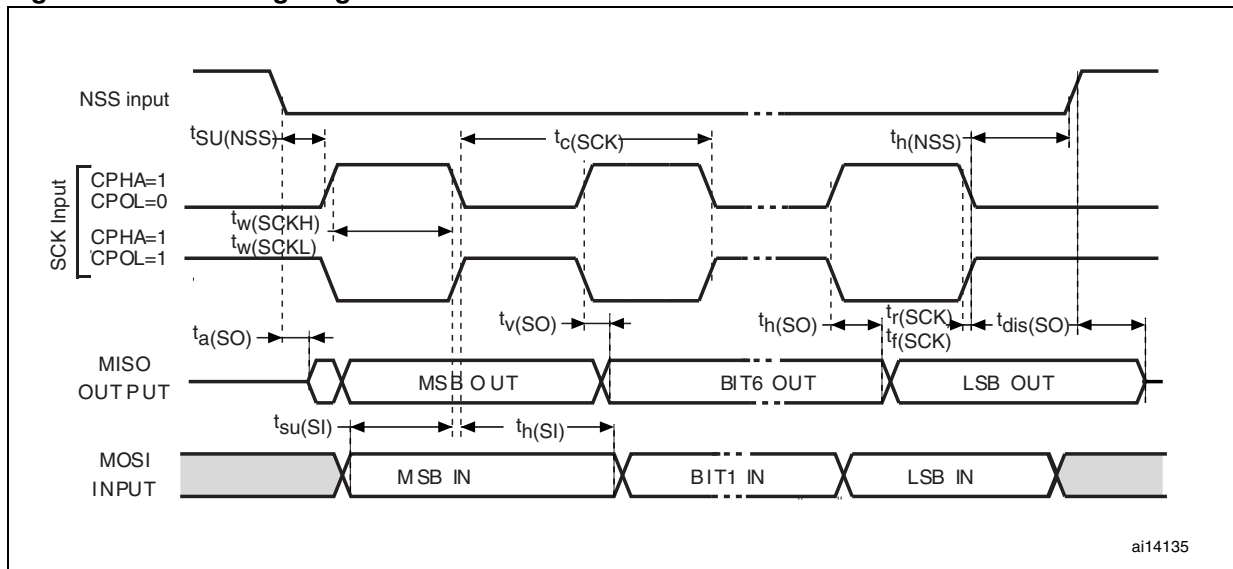 NSS input
tSU(NSS)
tc(SCK)
th(NSS)
SCK Input
CPHA=1
CPOL=0
tw(SCKH)
CPHA=1
tw(SCKL)
CPOL=1
ta(SO)
tv(SO)
th(SO)
tr(SCK)
tf(SCK)
tdis(SO)
MISO
OUTPUT
MSB OUT
BIT6 OUT
LSB OUT
tsu(SI)
th(SI)
MOSI
INPUT
MSB IN
BIT1 IN
LSB IN
ai14135